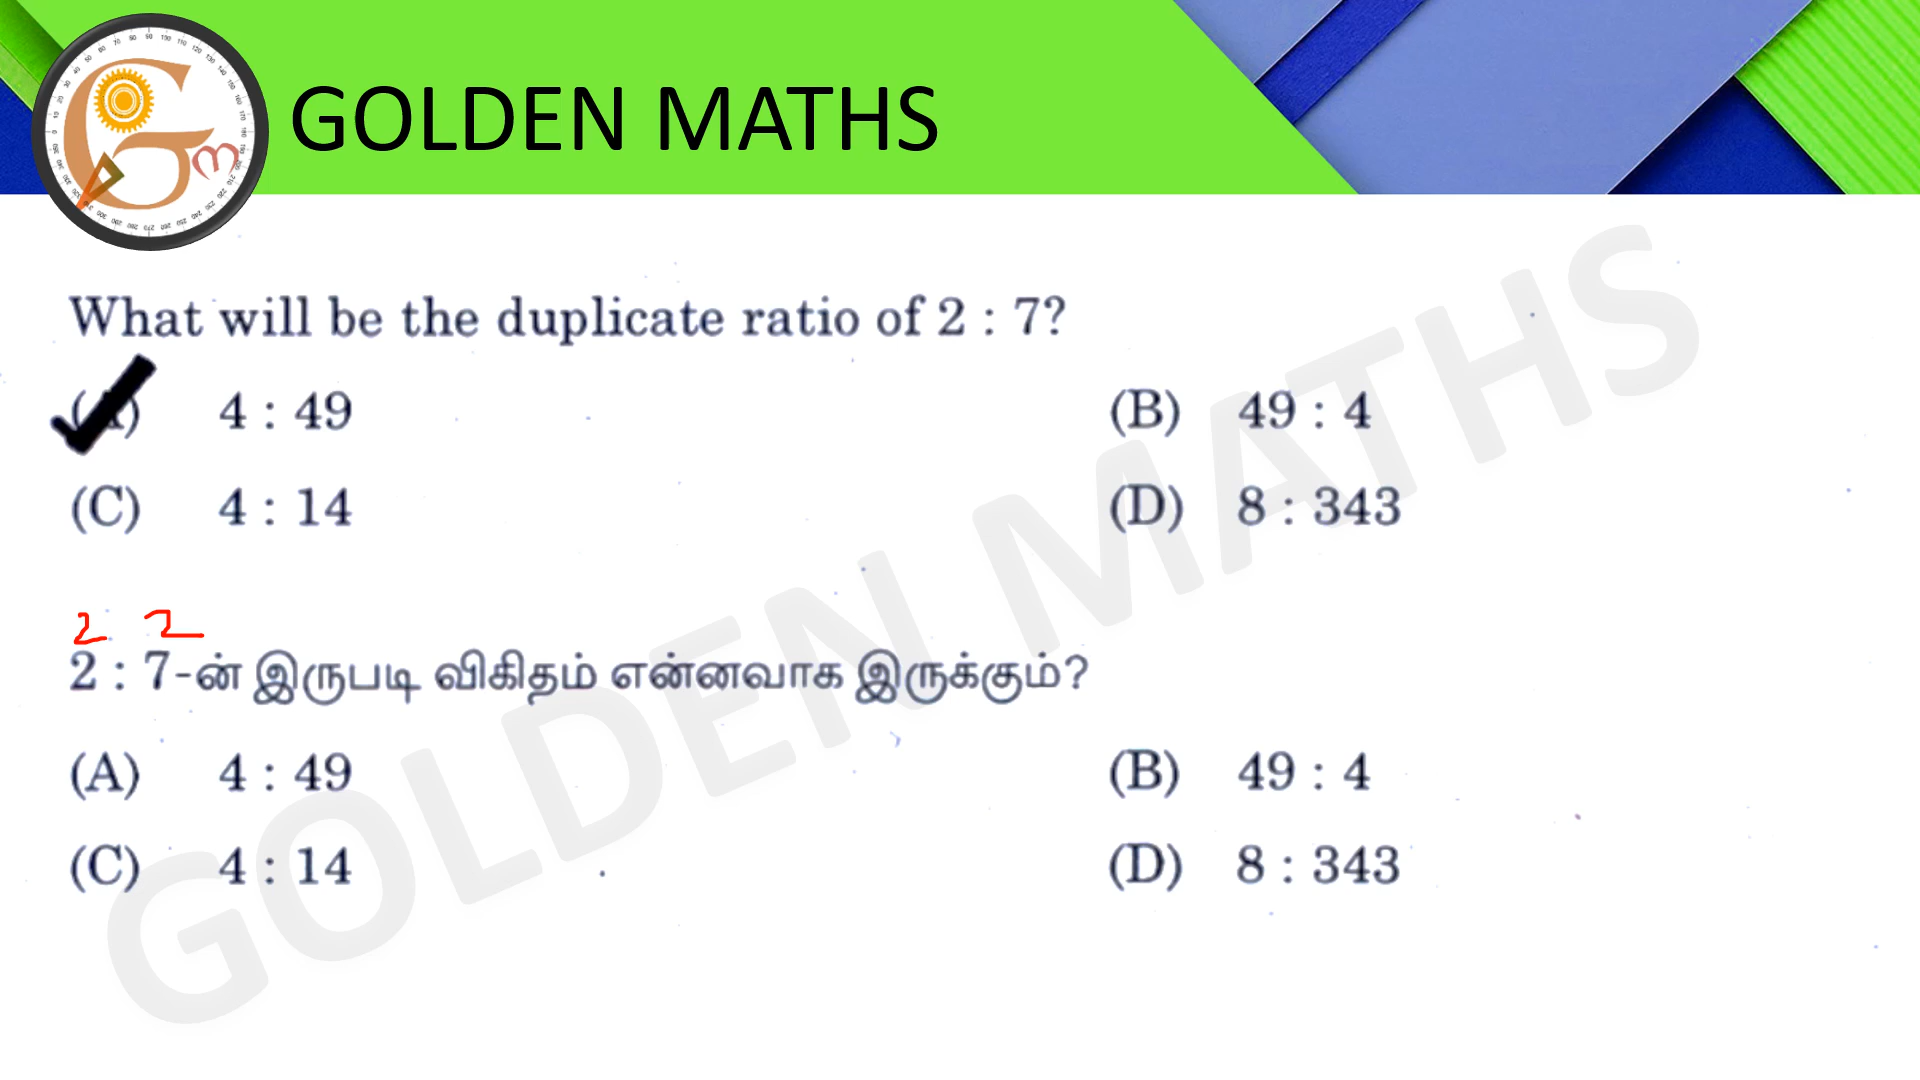 GOLDEN MATHS
What will be the duplicate ratio of 2 : 7?
(A) 4 : 49 (B) 49 : 4
(C) 4 : 14 (D) 8 : 343
2 2
2 : 7-ன் இருபடி விகிதம் என்னவாக இருக்கும்?
(A) 4 : 49 (B) 49 : 4
(C) 4 : 14 (D) 8 : 343
GOLDEN MATHS